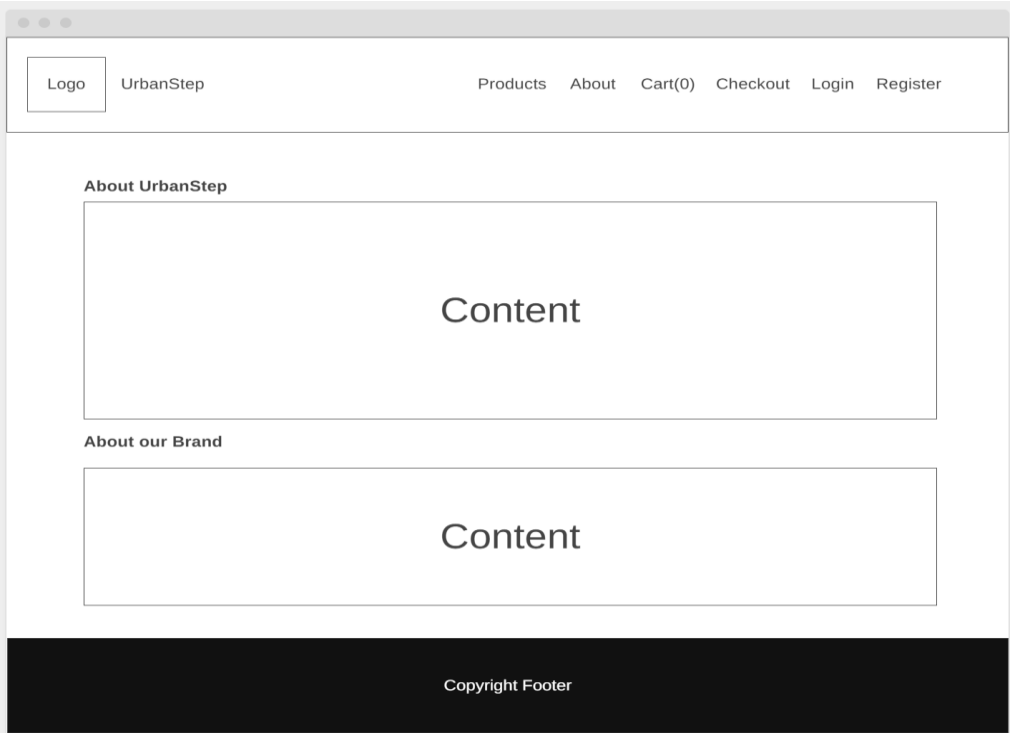 Logo UrbanStep Products About Cart(0) Checkout Login Register
About UrbanStep
Content
About our Brand
Content
Copyright Footer